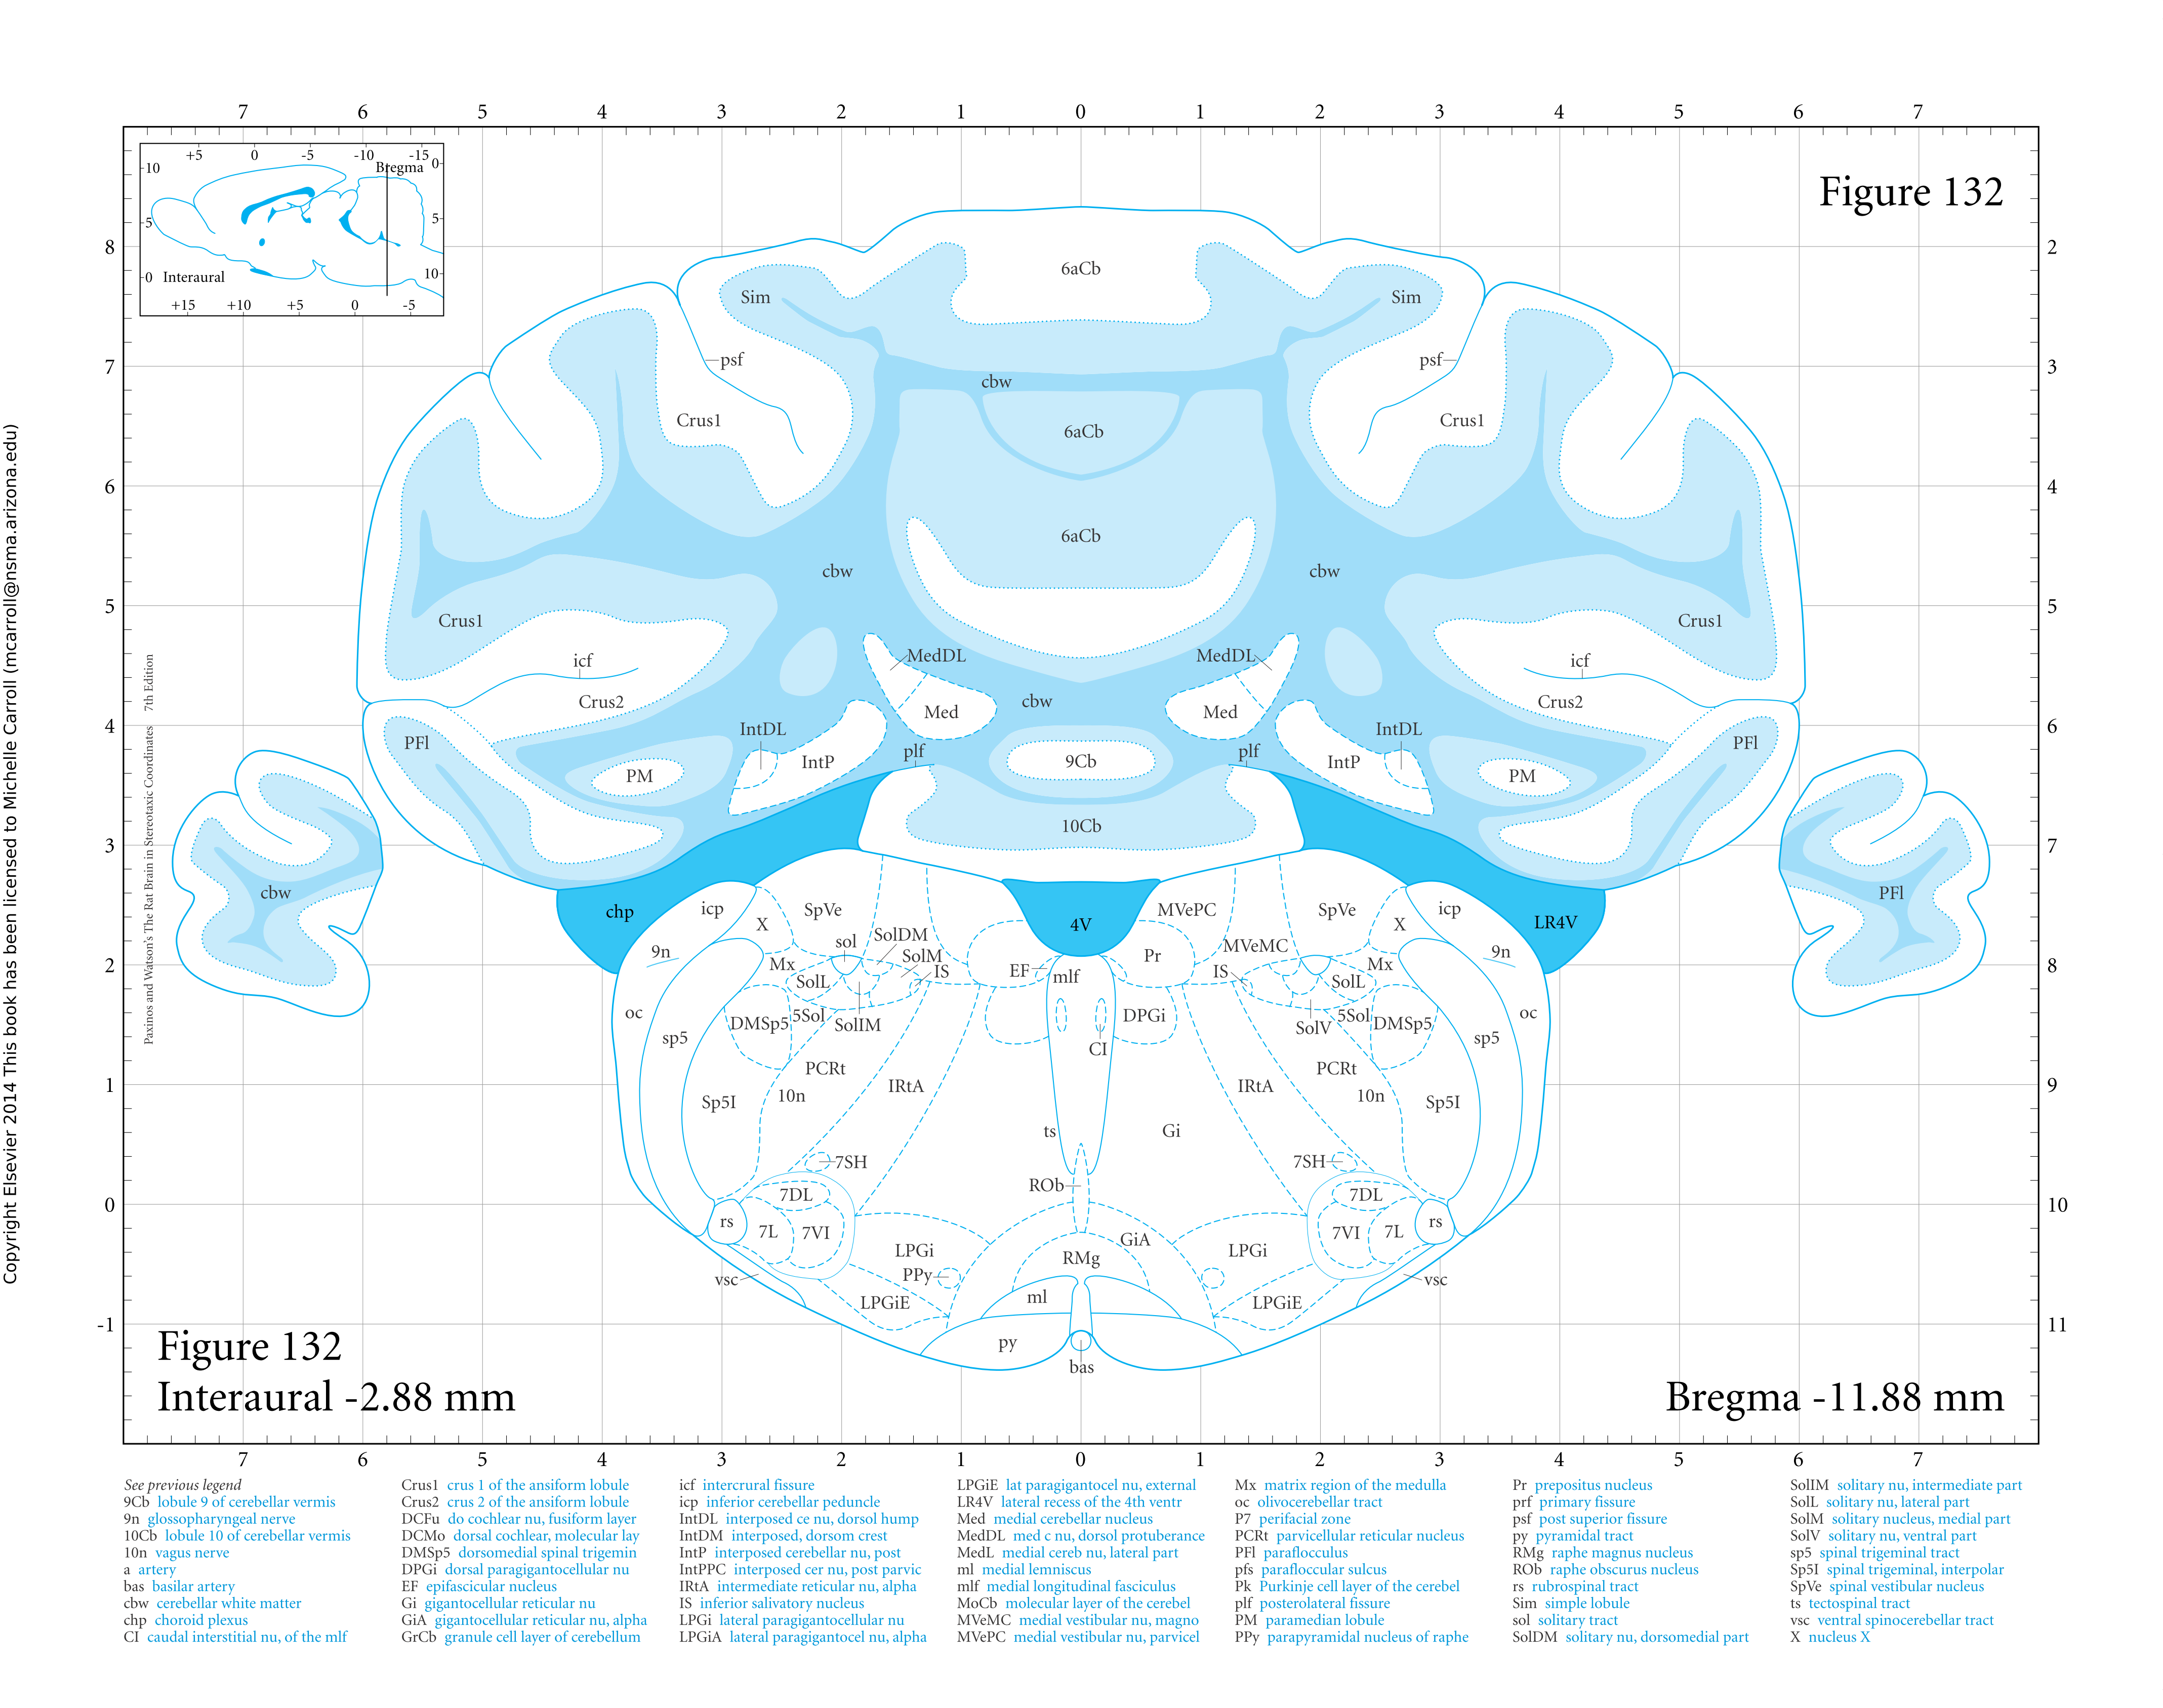 7 6 5 4 3 2 1 0 1 2 3 4 5 6 7
+5 0 -5 -10 -15
Bregma 0
10
5 5
0 Interaural 10
+15 +10 +5 0 -5
Figure 132
8 6aCb 2
Sim Sim
7 psf psf 3
cbw
Crus1 6aCb Crus1
6 4
6aCb
cbw cbw
5 5
Crus1 Crus1
icf MedDL MedDL icf
Crus2 cbw Crus2
Med Med
4 6
PFl IntDL plf plf IntDL PFl
PM IntP 9Cb IntP PM
10Cb
3 7
cbw PFl
chp icp SpVe 4V MVePC SpVe icp LR4V
X X
9n sol SolDM MVeMC 9n
SolM Pr
2 Mx IS EF mlf IS Mx 8
SolL SolL
oc DMSp5 5Sol SolIM DPGi SolV 5Sol DMSp5 oc
sp5 CI sp5
PCRt PCRt
1 IRtA IRtA 9
Sp5I 10n 10n Sp5I
ts Gi
7SH 7SH
ROb
0 7DL 7DL 10
rs rs
7L 7VI GiA 7VI 7L
LPGi RMg LPGi
PPy
vsc vsc
LPGiE ml LPGiE
-1 11
py
bas
Figure 132
Interaural -2.88 mm
Bregma -11.88 mm
7 6 5 4 3 2 1 0 1 2 3 4 5 6 7
Copyright Elsevier 2014 This book has been licensed to Michelle Carroll (mcarroll@nsma.arizona.edu)
Paxinos and Watson's The Rat Brain in Stereotaxic Coordinates 7th Edition
See previous legend
9Cb lobule 9 of cerebellar vermis
9n glossopharyngeal nerve
10Cb lobule 10 of cerebellar vermis
10n vagus nerve
a artery
bas basilar artery
cbw cerebellar white matter
chp choroid plexus
CI caudal interstitial nu, of the mlf
Crus1 crus 1 of the ansiform lobule
Crus2 crus 2 of the ansiform lobule
DCFu do cochlear nu, fusiform layer
DCMo dorsal cochlear, molecular lay
DMSp5 dorsomedial spinal trigemin
DPGi dorsal paragigantocellular nu
EF epifascicular nucleus
Gi gigantocellular reticular nu
GiA gigantocellular reticular nu, alpha
GrCb granule cell layer of cerebellum
icf intercrural fissure
icp inferior cerebellar peduncle
IntDL interposed ce nu, dorsol hump
IntDM interposed, dorsom crest
IntP interposed cerebellar nu, post
IntPPC interposed cer nu, post parvic
IRtA intermediate reticular nu, alpha
IS inferior salivatory nucleus
LPGi lateral paragigantocellular nu
LPGiA lateral paragigantocel nu, alpha
LPGiE lat paragigantocel nu, external
LR4V lateral recess of the 4th ventr
Med medial cerebellar nucleus
MedDL med c nu, dorsol protuberance
MedL medial cereb nu, lateral part
ml medial lemniscus
mlf medial longitudinal fasciculus
MoCb molecular layer of the cerebel
MVeMC medial vestibular nu, magno
MVePC medial vestibular nu, parvicel
Mx matrix region of the medulla
oc olivocerebellar tract
P7 perifacial zone
PCRt parvicellular reticular nucleus
PFl paraflocculus
pfs parafloccular sulcus
Pk Purkinje cell layer of the cerebel
plf posterolateral fissure
PM paramedian lobule
PPy parapyramidal nucleus of raphe
Pr prepositus nucleus
prf primary fissure
psf post superior fissure
py pyramidal tract
RMg raphe magnus nucleus
ROb raphe obscurus nucleus
rs rubrospinal tract
Sim simple lobule
sol solitary tract
SolDM solitary nu, dorsomedial part
SolIM solitary nu, intermediate part
SolL solitary nu, lateral part
SolM solitary nucleus, medial part
SolV solitary nu, ventral part
sp5 spinal trigeminal tract
Sp5I spinal trigeminal, interpolar
SpVe spinal vestibular nucleus
ts tectospinal tract
vsc ventral spinocerebellar tract
X nucleus X